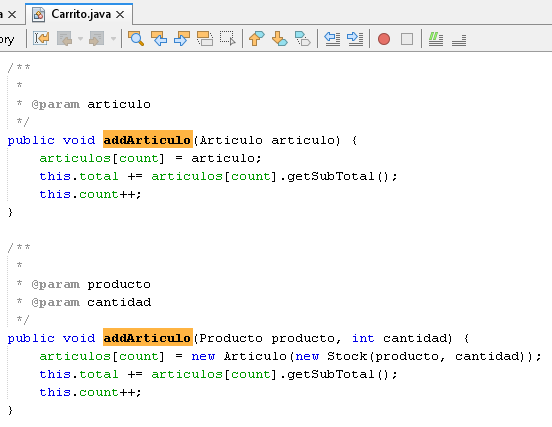 a
Carrito.java
ory
/**
 *
 * @param articulo
 */
public void addArticulo(Articulo articulo) {
    articulos[count] = articulo;
    this.total += articulos[count].getSubTotal();
    this.count++;
}
/**
 *
 * @param producto
 * @param cantidad
 */
public void addArticulo(Producto producto, int cantidad) {
    articulos[count] = new Articulo(new Stock(producto, cantidad));
    this.total += articulos[count].getSubTotal();
    this.count++;
}